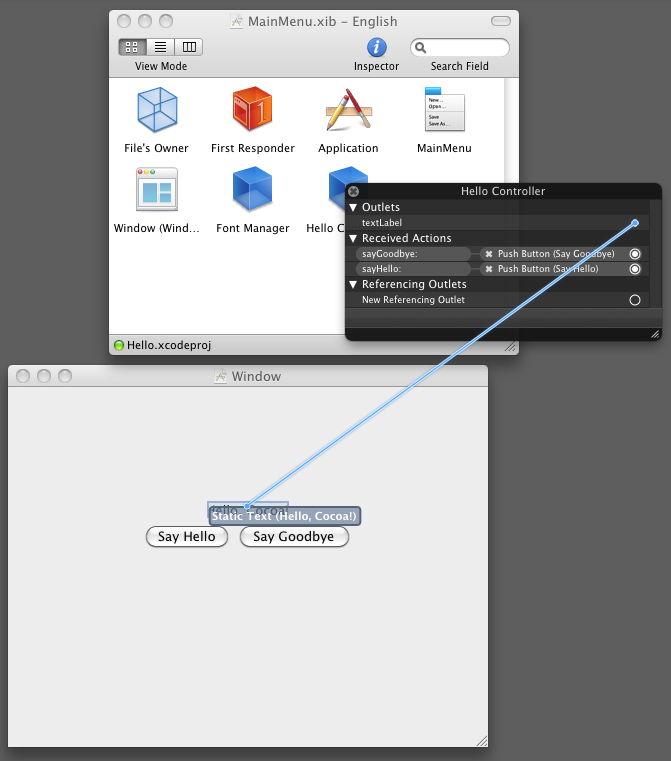 MainMenu.xib – English
View Mode
Inspector
Search Field
File's Owner
First Responder
Application
MainMenu
New...
Open...
Save
Save As...
Window (Wind...
Font Manager
Hello C
Hello Controller
Outlets
textLabel
Received Actions
sayGoodbye:
Push Button (Say Goodbye)
sayHello:
Push Button (Say Hello)
Referencing Outlets
New Referencing Outlet
Hello.xcodeproj
Window
Hello, Cocoa!
Static Text (Hello, Cocoa!)
Say Hello
Say Goodbye